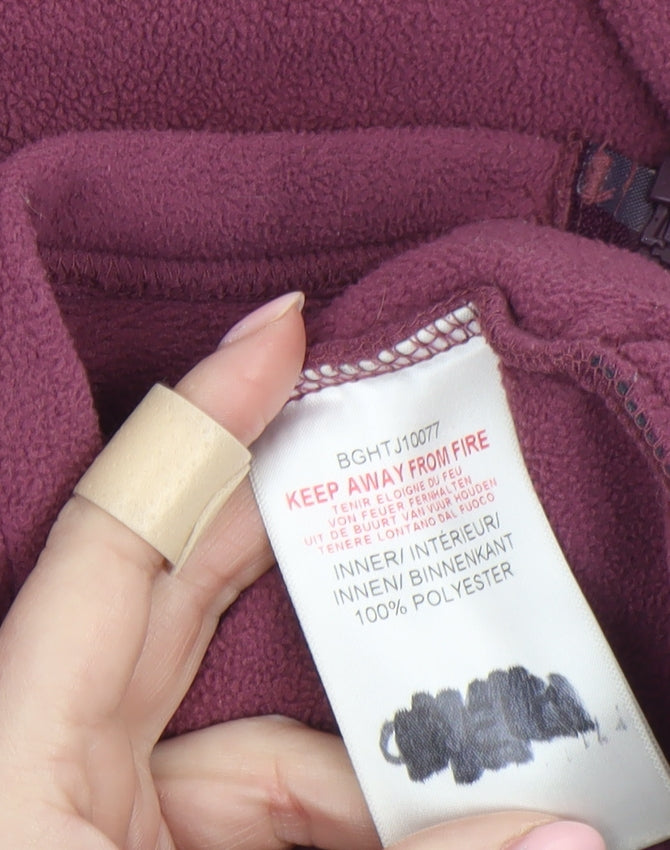 BGHTJ10077
KEEP AWAY FROM FIRE
TENIR ELOIGNE DU FEU
VON FEUER FERNHALTEN
UIT DE BUURT VAN VUUR HOUDEN
TENERE LONTANO DAL FUOCO
INNER/ INTÉRIEUR/
INNEN/ BINNENKANT
100% POLYESTER